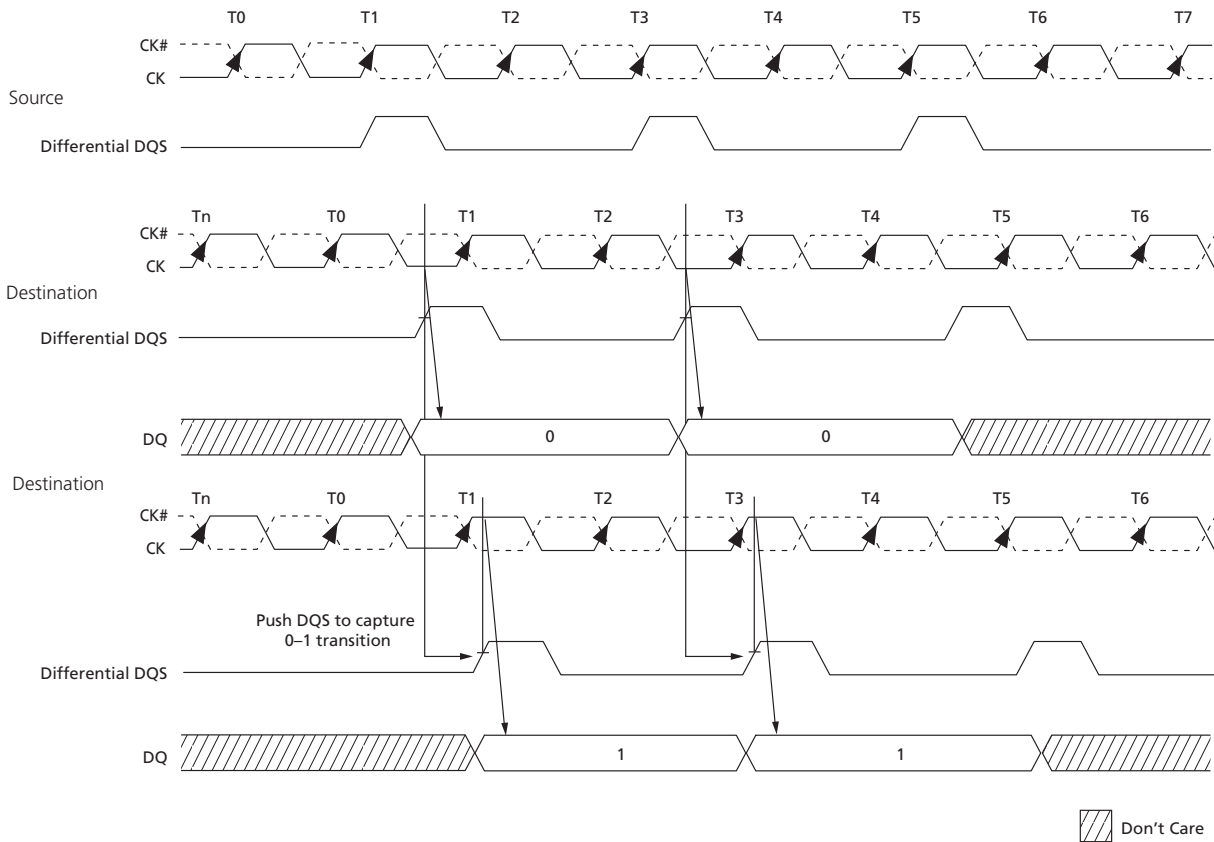 T0 T1 T2 T3 T4 T5 T6 T7
CK#
CK
Source
Differential DQS
Tn T0 T1 T2 T3 T4 T5 T6
CK#
CK
Destination
Differential DQS
DQ 0 0
Destination
Tn T0 T1 T2 T3 T4 T5 T6
CK#
CK
Push DQS to capture
0–1 transition
Differential DQS
DQ 1 1
Don't Care